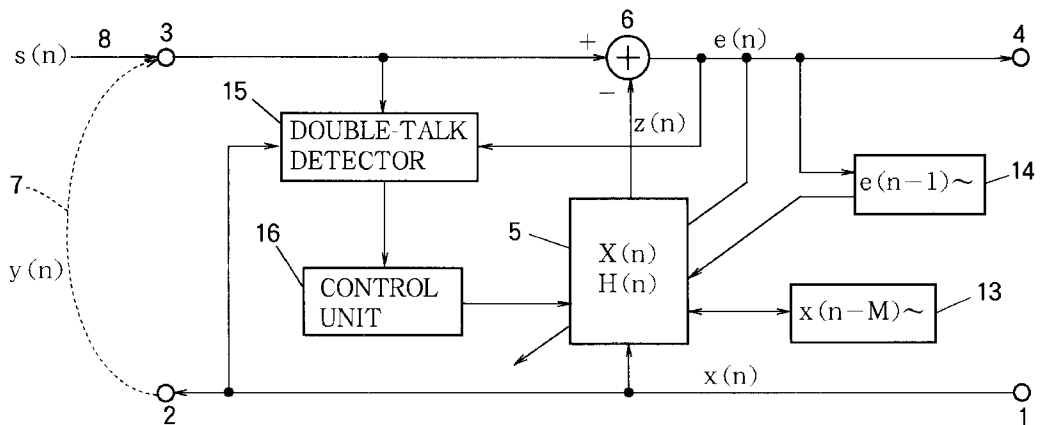 6
3
8
s(n)
+
+
e(n)
4
−
15
DOUBLE-TALK
DETECTOR
z(n)
7
e(n−1)~
14
5
y(n)
16
X(n)
H(n)
CONTROL
UNIT
x(n−M)~
13
x(n)
2
1